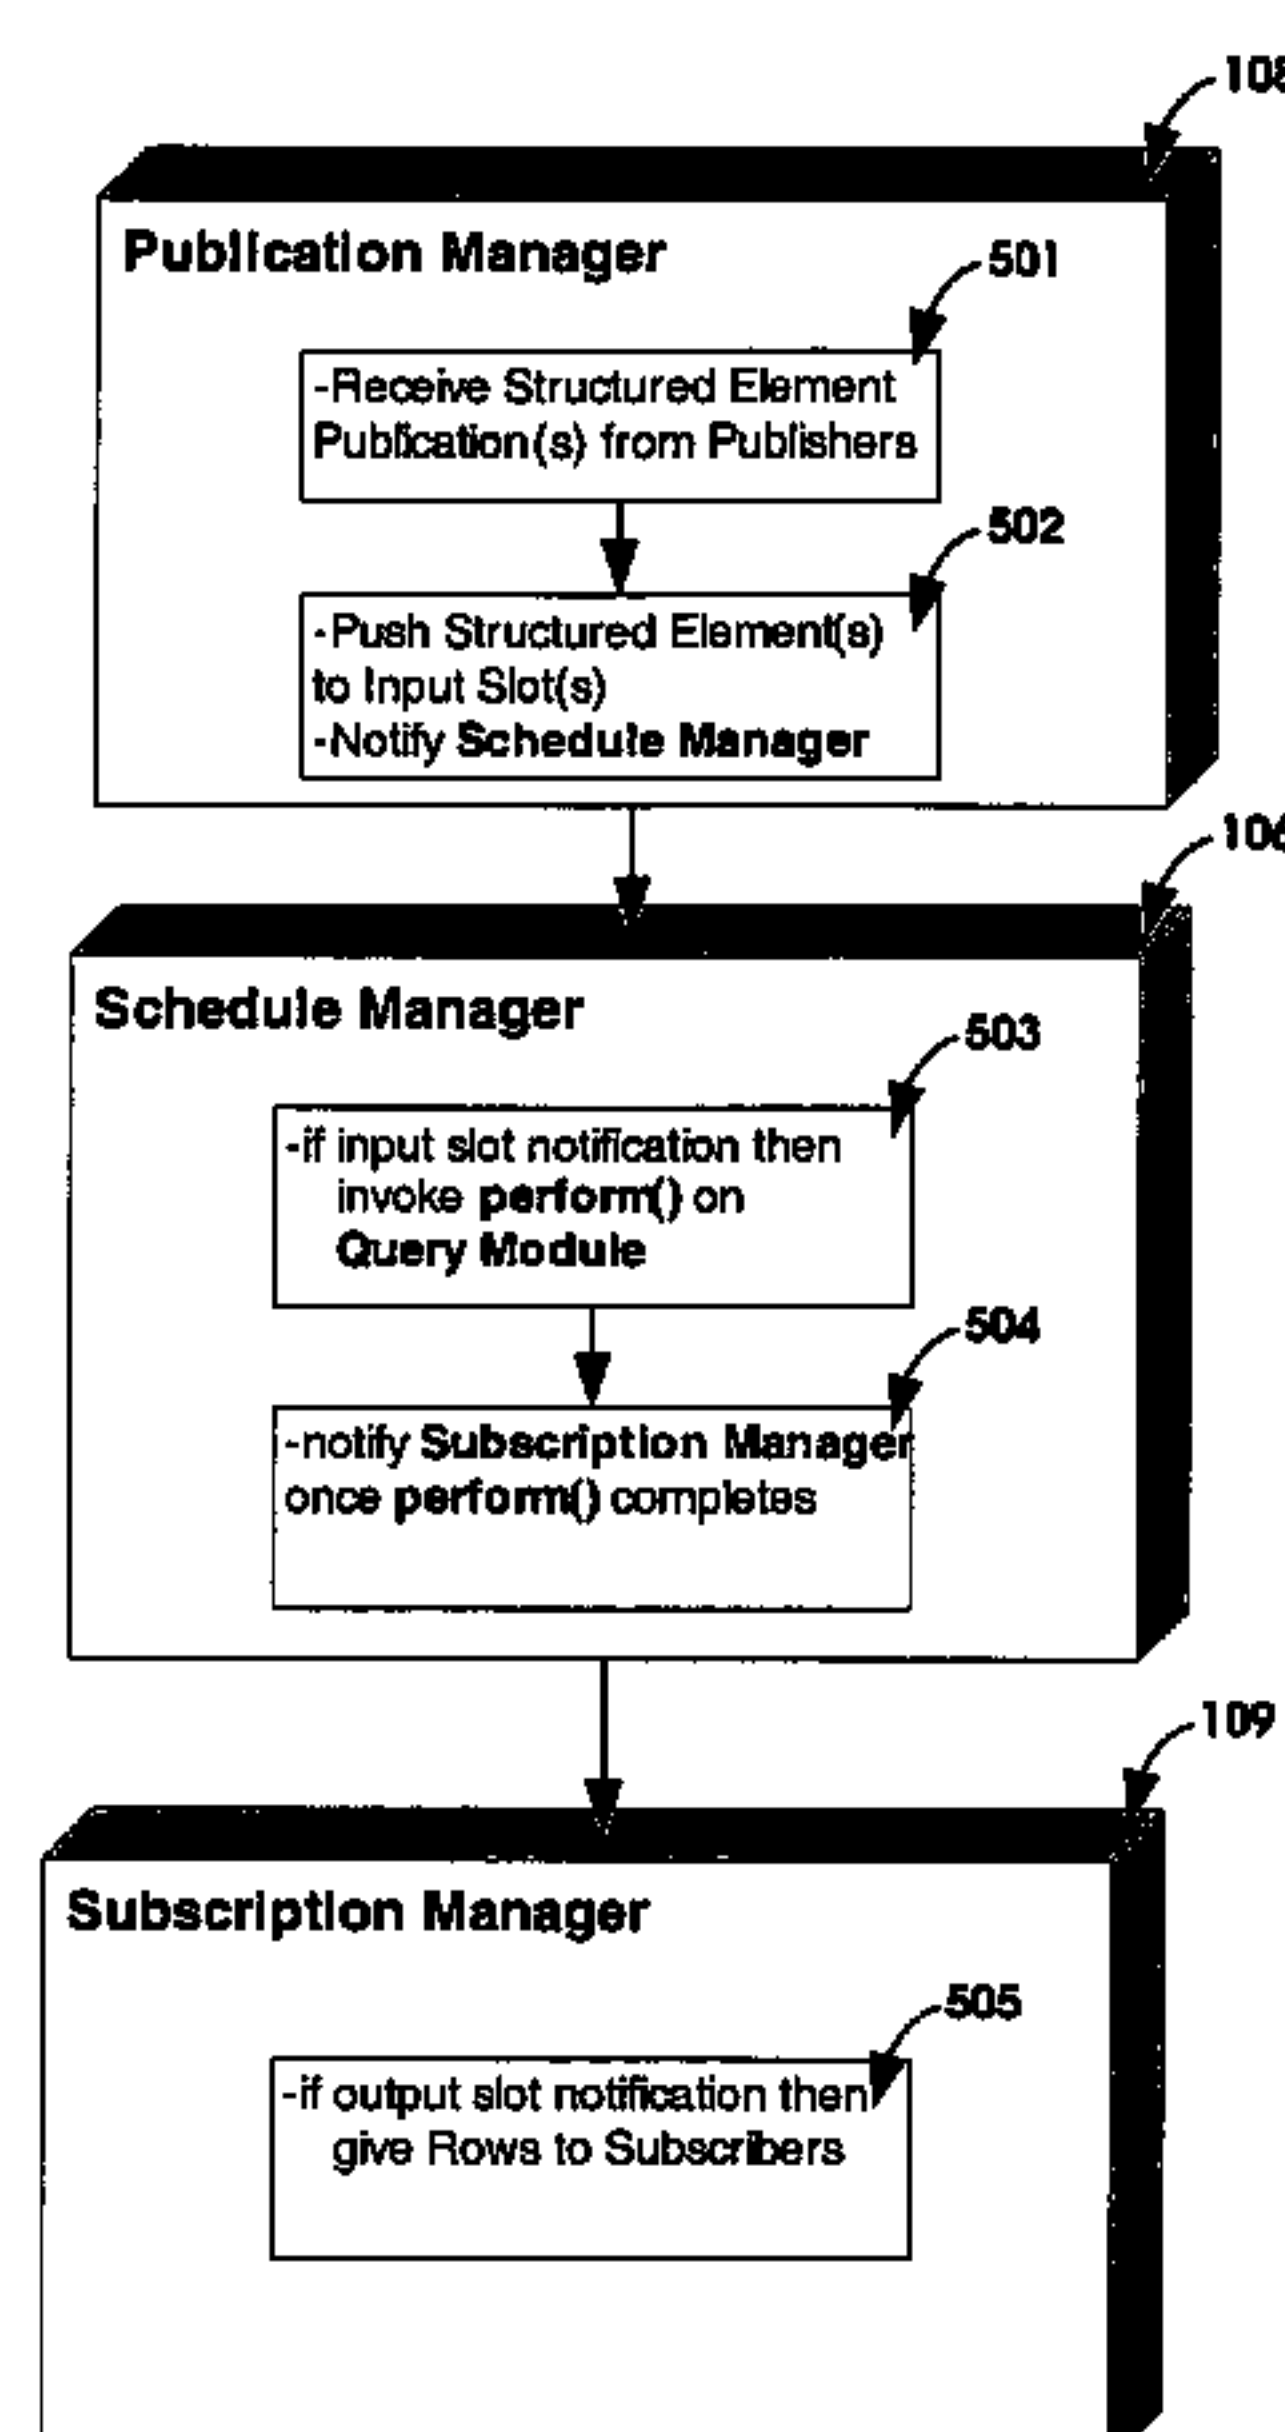 108
Publication Manager
501
-Receive Structured Element
Publication(s) from Publishers
502
-Push Structured Element(s)
to Input Slot(s)
-Notify Schedule Manager
106
Schedule Manager
503
-if input slot notification then
invoke perform() on
Query Module
504
-notify Subscription Manager
once perform() completes
109
Subscription Manager
505
-if output slot notification then
give Rows to Subscribers